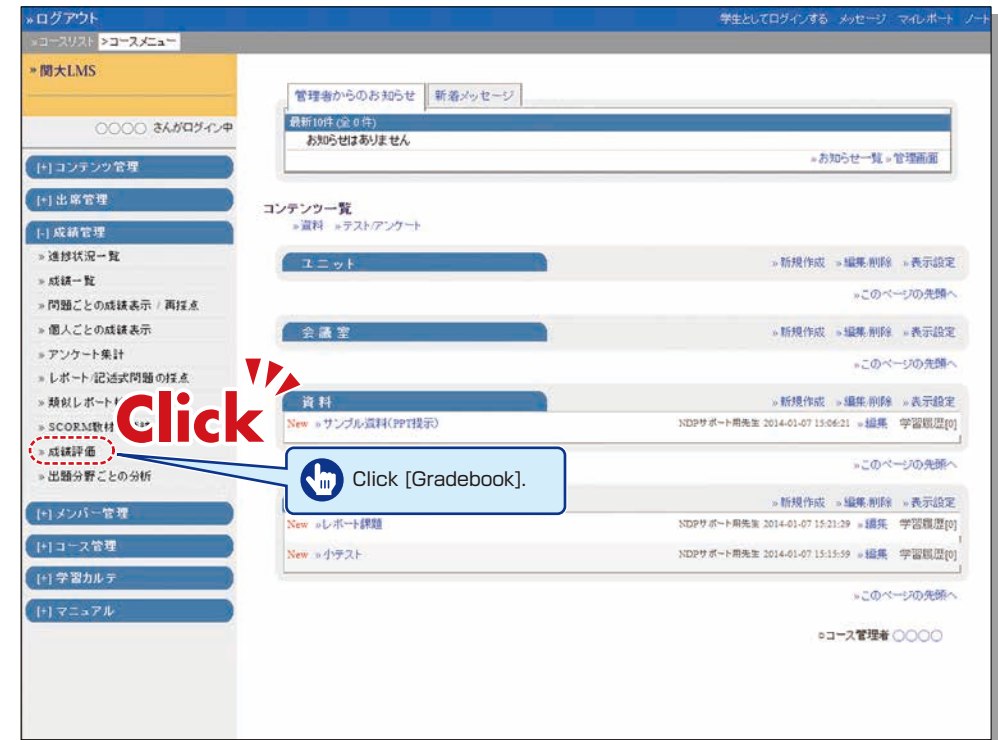 »ログアウト
学生としてログインする メッセージ マイレポート ノート
»コースリスト >コースメニュー
»関大LMS
○○○○ さんがログイン中
管理者からのお知らせ 新着メッセージ
最新10件(全 0 件)
お知らせはありません
»お知らせ一覧 »管理画面
[+] コンテンツ管理
[+] 出席管理
[-] 成績管理
»進捗状況一覧
»成績一覧
»問題ごとの成績表示 / 再採点
»個人ごとの成績表示
»アンケート集計
»レポート/記述式問題の採点
»類似レポート
»SCORM教材
»成績評価
»出題分野ごとの分析
[+] メンバー管理
[+] コース管理
[+] 学習カルテ
[+] マニュアル
コンテンツ一覧
»資料 »テスト/アンケート
ユニット »新規作成 »編集/削除 »表示設定
»このページの先頭へ
会議室 »新規作成 »編集/削除 »表示設定
»このページの先頭へ
資料 »新規作成 »編集/削除 »表示設定
New »サンプル資料(PPT提示) NDPサポート用先生 2014-01-07 15:06:21 »編集 学習履歴[0]
»このページの先頭へ
Click
Click [Gradebook].
»新規作成 »編集/削除 »表示設定
New »レポート課題 NDPサポート用先生 2014-01-07 15:21:29 »編集 学習履歴[0]
New »小テスト NDPサポート用先生 2014-01-07 15:15:59 »編集 学習履歴[0]
»このページの先頭へ
コース管理者 ○○○○